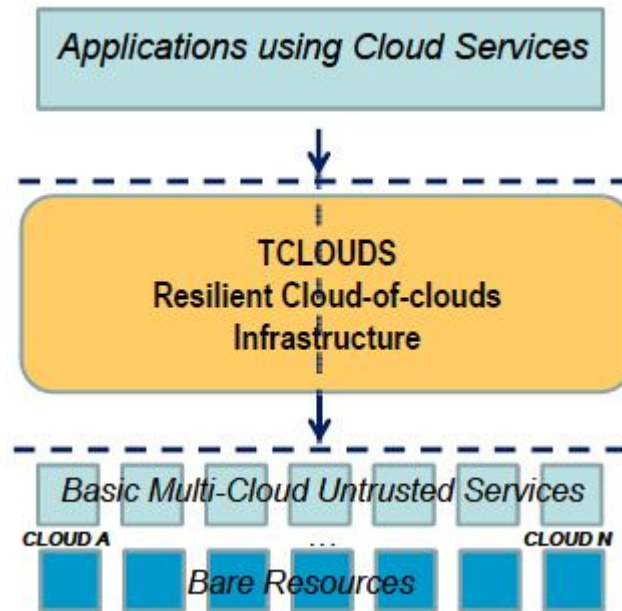 Applications using Cloud Services
TCLOUDS
Resilient Cloud-of-clouds
Infrastructure
Basic Multi-Cloud Untrusted Services
CLOUD A ... CLOUD N
Bare Resources